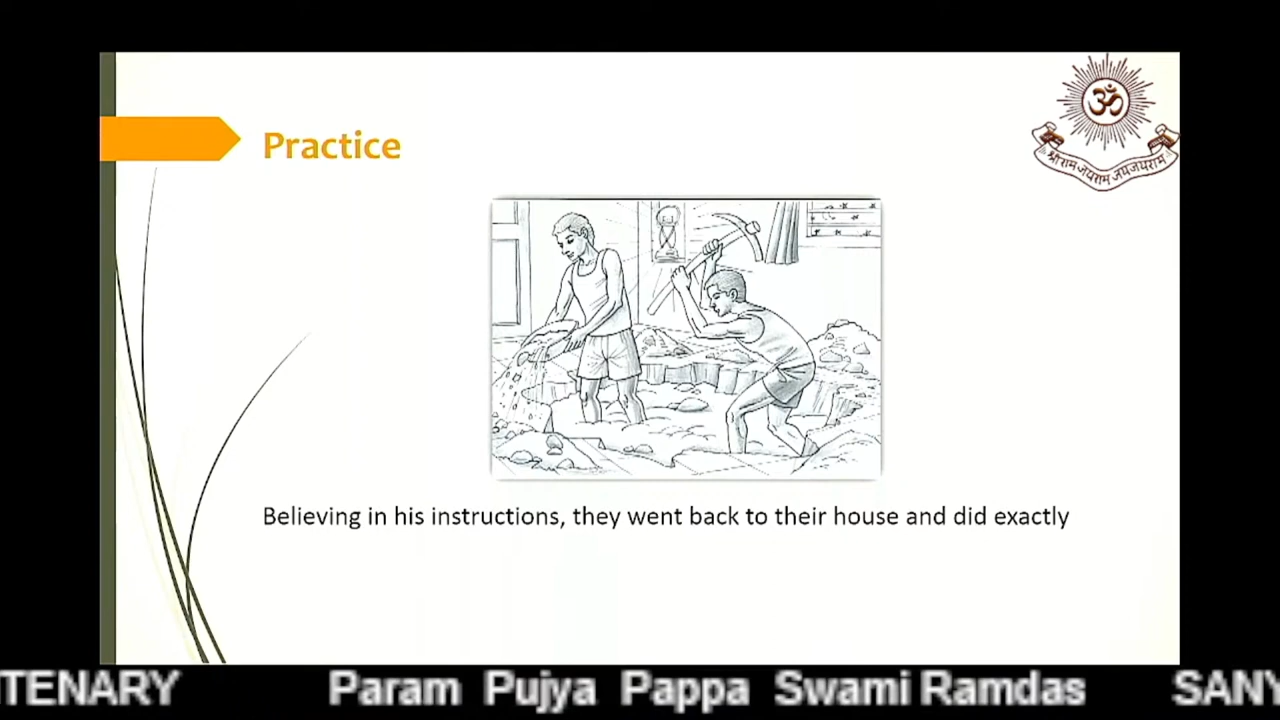 Practice
ॐ
श्रीराम जयराम जयजयराम
Believing in his instructions, they went back to their house and did exactly
TENARY Param Pujya Pappa Swami Ramdas SANY